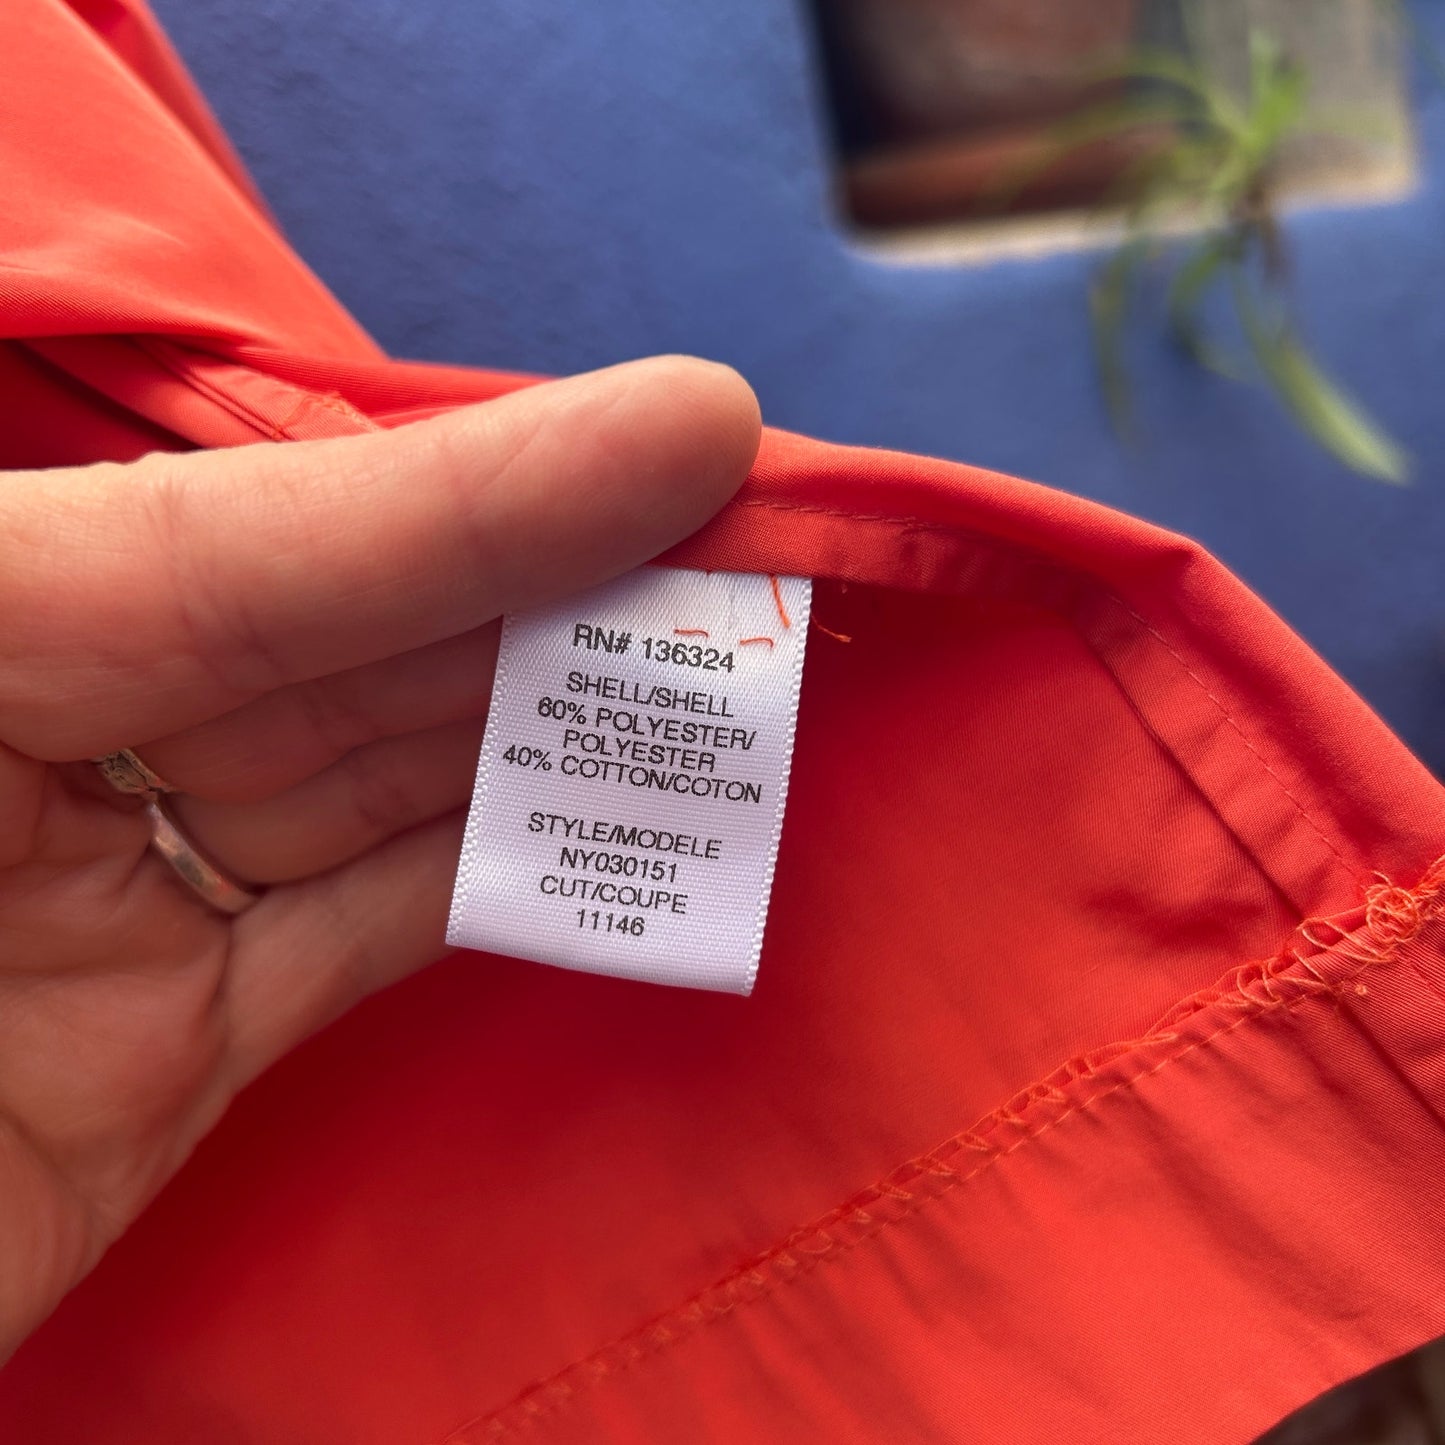 RN# 136324
SHELL/SHELL
60% POLYESTER/
POLYESTER
40% COTTON/COTON
STYLE/MODELE
NY030151
CUT/COUPE
11146